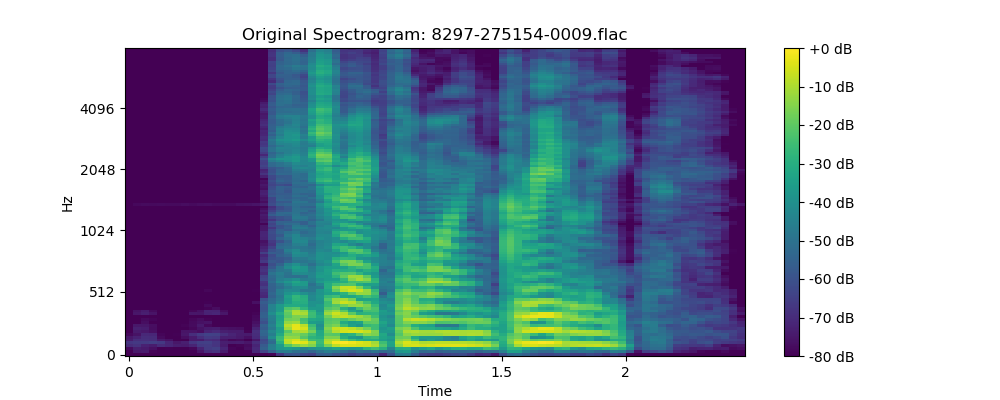 Original Spectrogram: 8297-275154-0009.flac
Hz
4096
2048
1024
512
0
0
0.5
1
1.5
2
Time
+0 dB
-10 dB
-20 dB
-30 dB
-40 dB
-50 dB
-60 dB
-70 dB
-80 dB